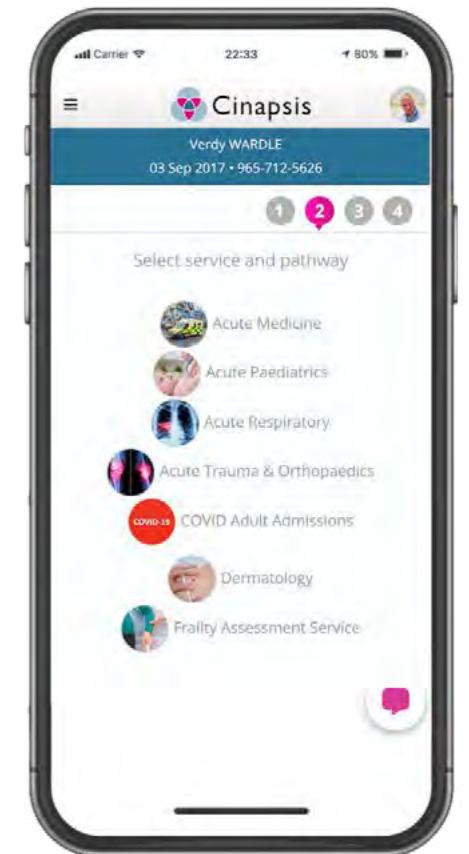 Carrier 22:33 80%
Cinapsis
Verdy WARDLE
03 Sep 2017 • 965-712-5626
1 2 3 4
Select service and pathway
Acute Medicine
Acute Paediatrics
Acute Respiratory
Acute Trauma & Orthopaedics
COVID-19 COVID Adult Admissions
Dermatology
Frailty Assessment Service